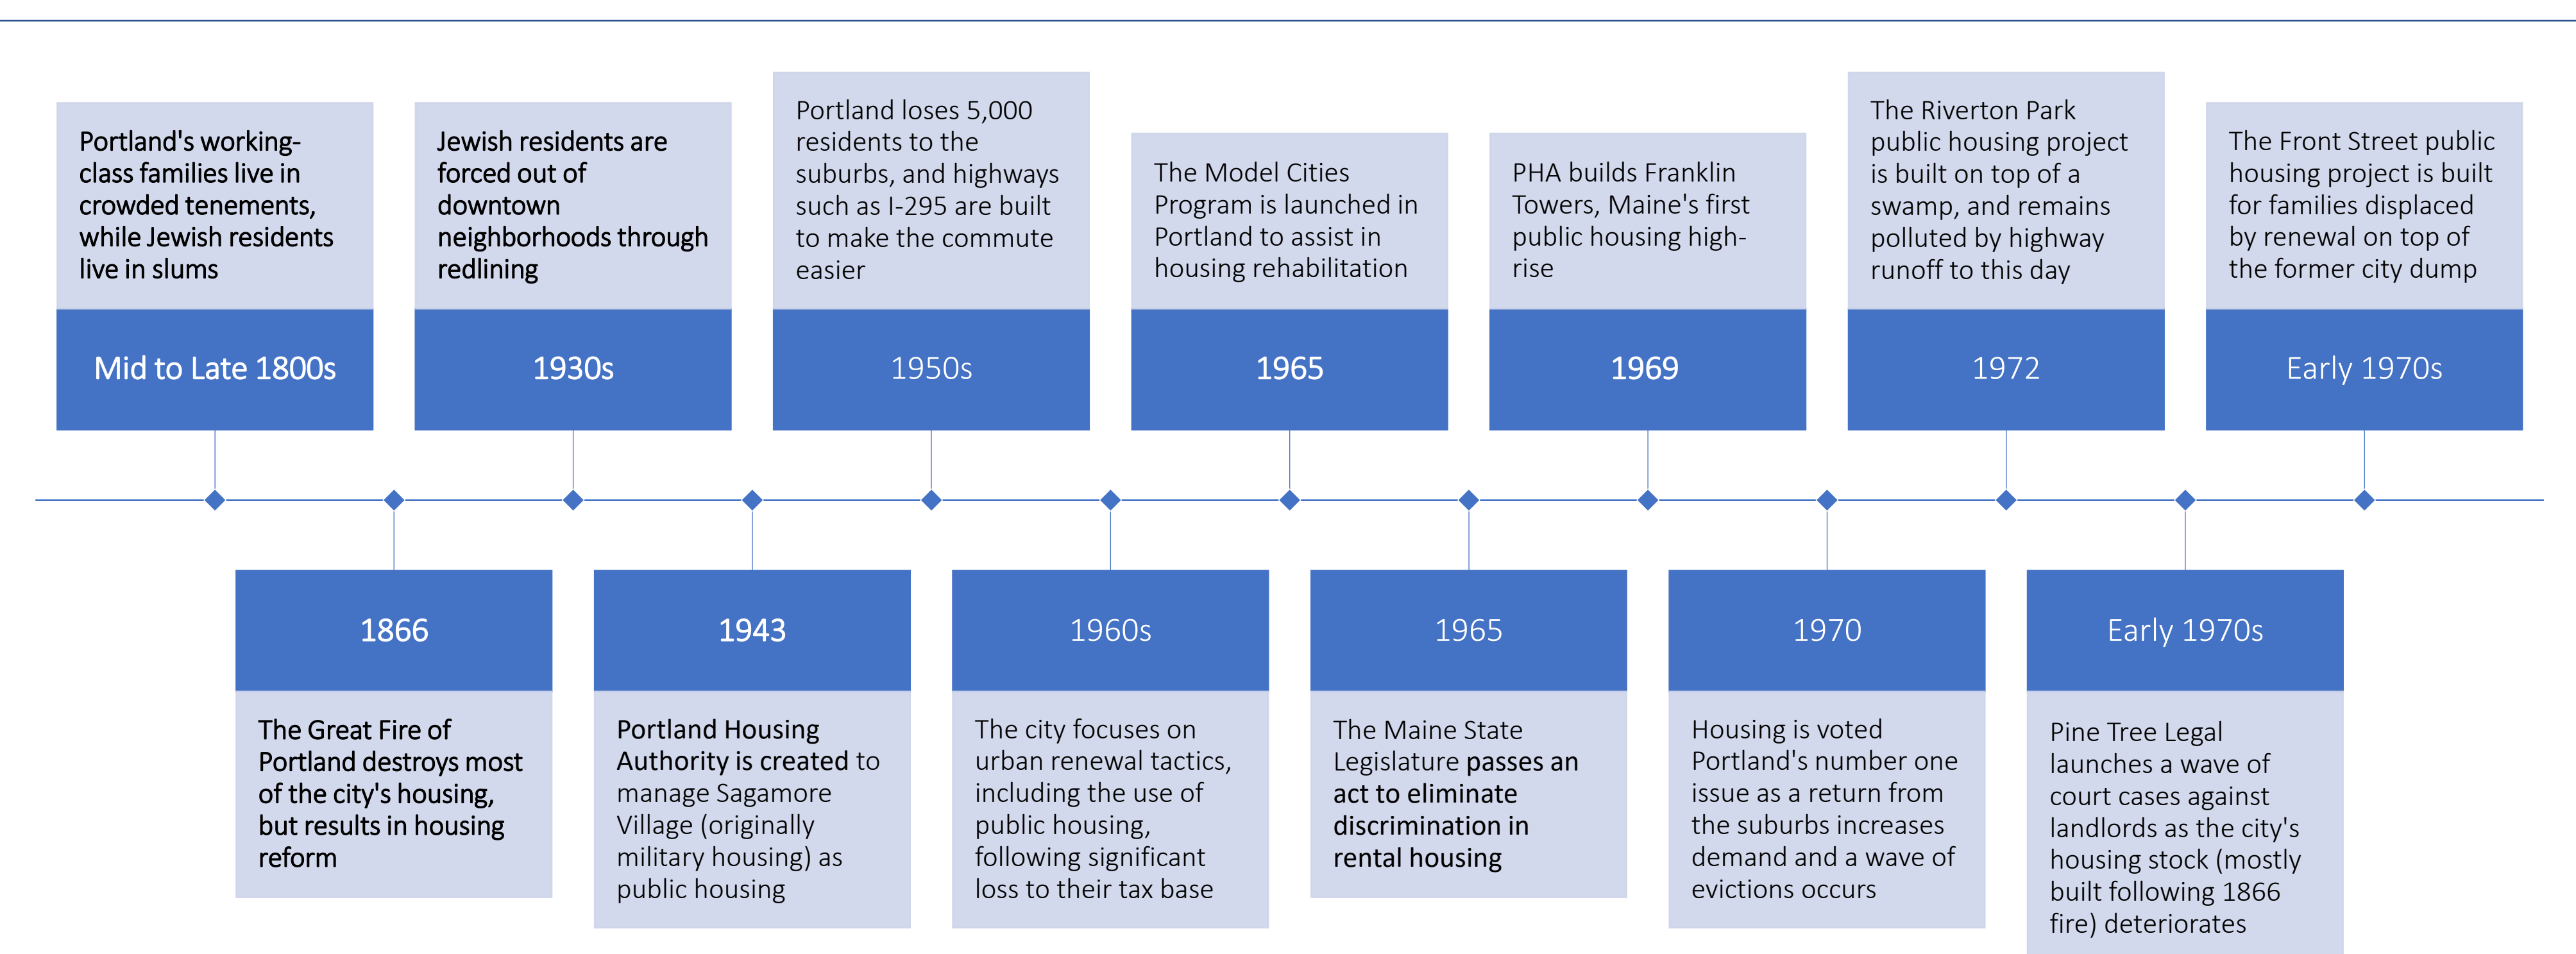 Portland's working-
class families live in
crowded tenements,
while Jewish residents
live in slums
Mid to Late 1800s
1866
The Great Fire of
Portland destroys most
of the city's housing,
but results in housing
reform
Jewish residents are
forced out of
downtown
neighborhoods through
redlining
1930s
1943
Portland Housing
Authority is created to
manage Sagamore
Village (originally
military housing) as
public housing
Portland loses 5,000
residents to the
suburbs, and highways
such as I-295 are built
to make the commute
easier
1950s
1960s
The city focuses on
urban renewal tactics,
including the use of
public housing,
following significant
loss to their tax base
The Model Cities
Program is launched in
Portland to assist in
housing rehabilitation
1965
1965
The Maine State
Legislature passes an
act to eliminate
discrimination in
rental housing
PHA builds Franklin
Towers, Maine's first
public housing high-
rise
1969
1970
Housing is voted
Portland's number one
issue as a return from
the suburbs increases
demand and a wave of
evictions occurs
The Riverton Park
public housing project
is built on top of a
swamp, and remains
polluted by highway
runoff to this day
1972
Early 1970s
Pine Tree Legal
launches a wave of
court cases against
landlords as the city's
housing stock (mostly
built following 1866
fire) deteriorates
The Front Street public
housing project is built
for families displaced
by renewal on top of
the former city dump
Early 1970s